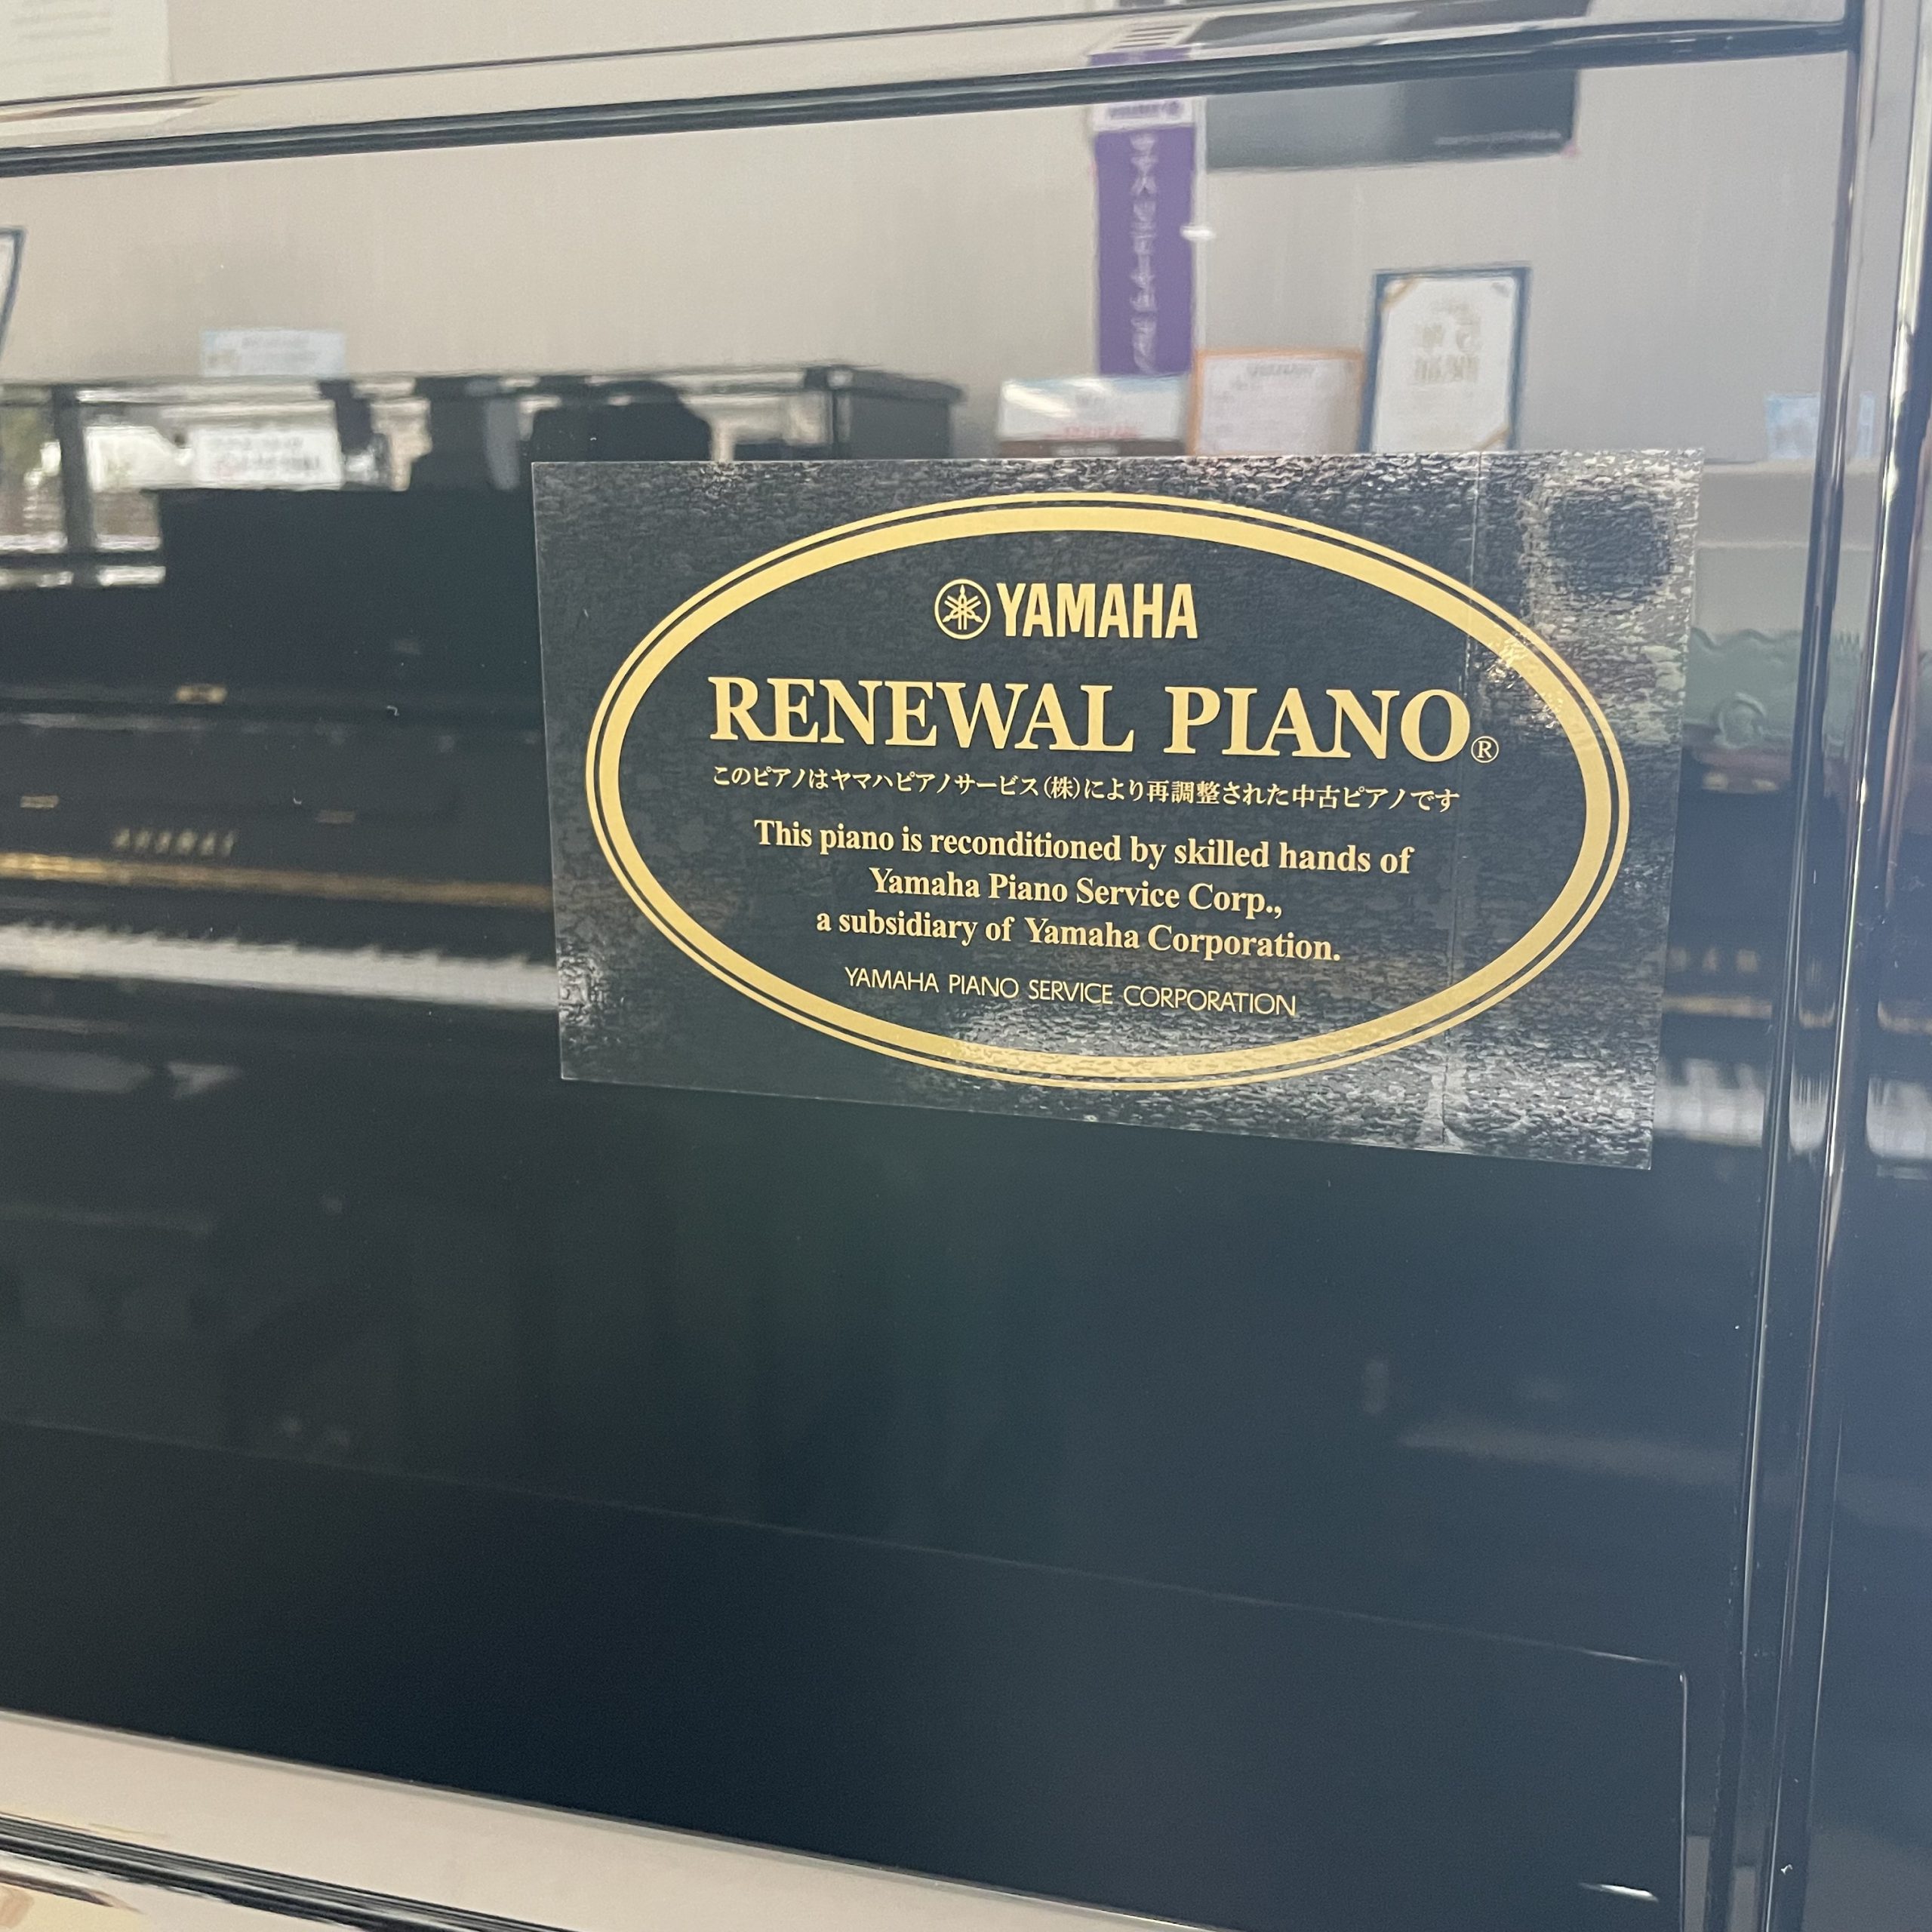 YAMAHA
RENEWAL PIANO®
このピアノはヤマハピアノサービス(株)により再調整された中古ピアノです
This piano is reconditioned by skilled hands of
Yamaha Piano Service Corp.,
a subsidiary of Yamaha Corporation.
YAMAHA PIANO SERVICE CORPORATION